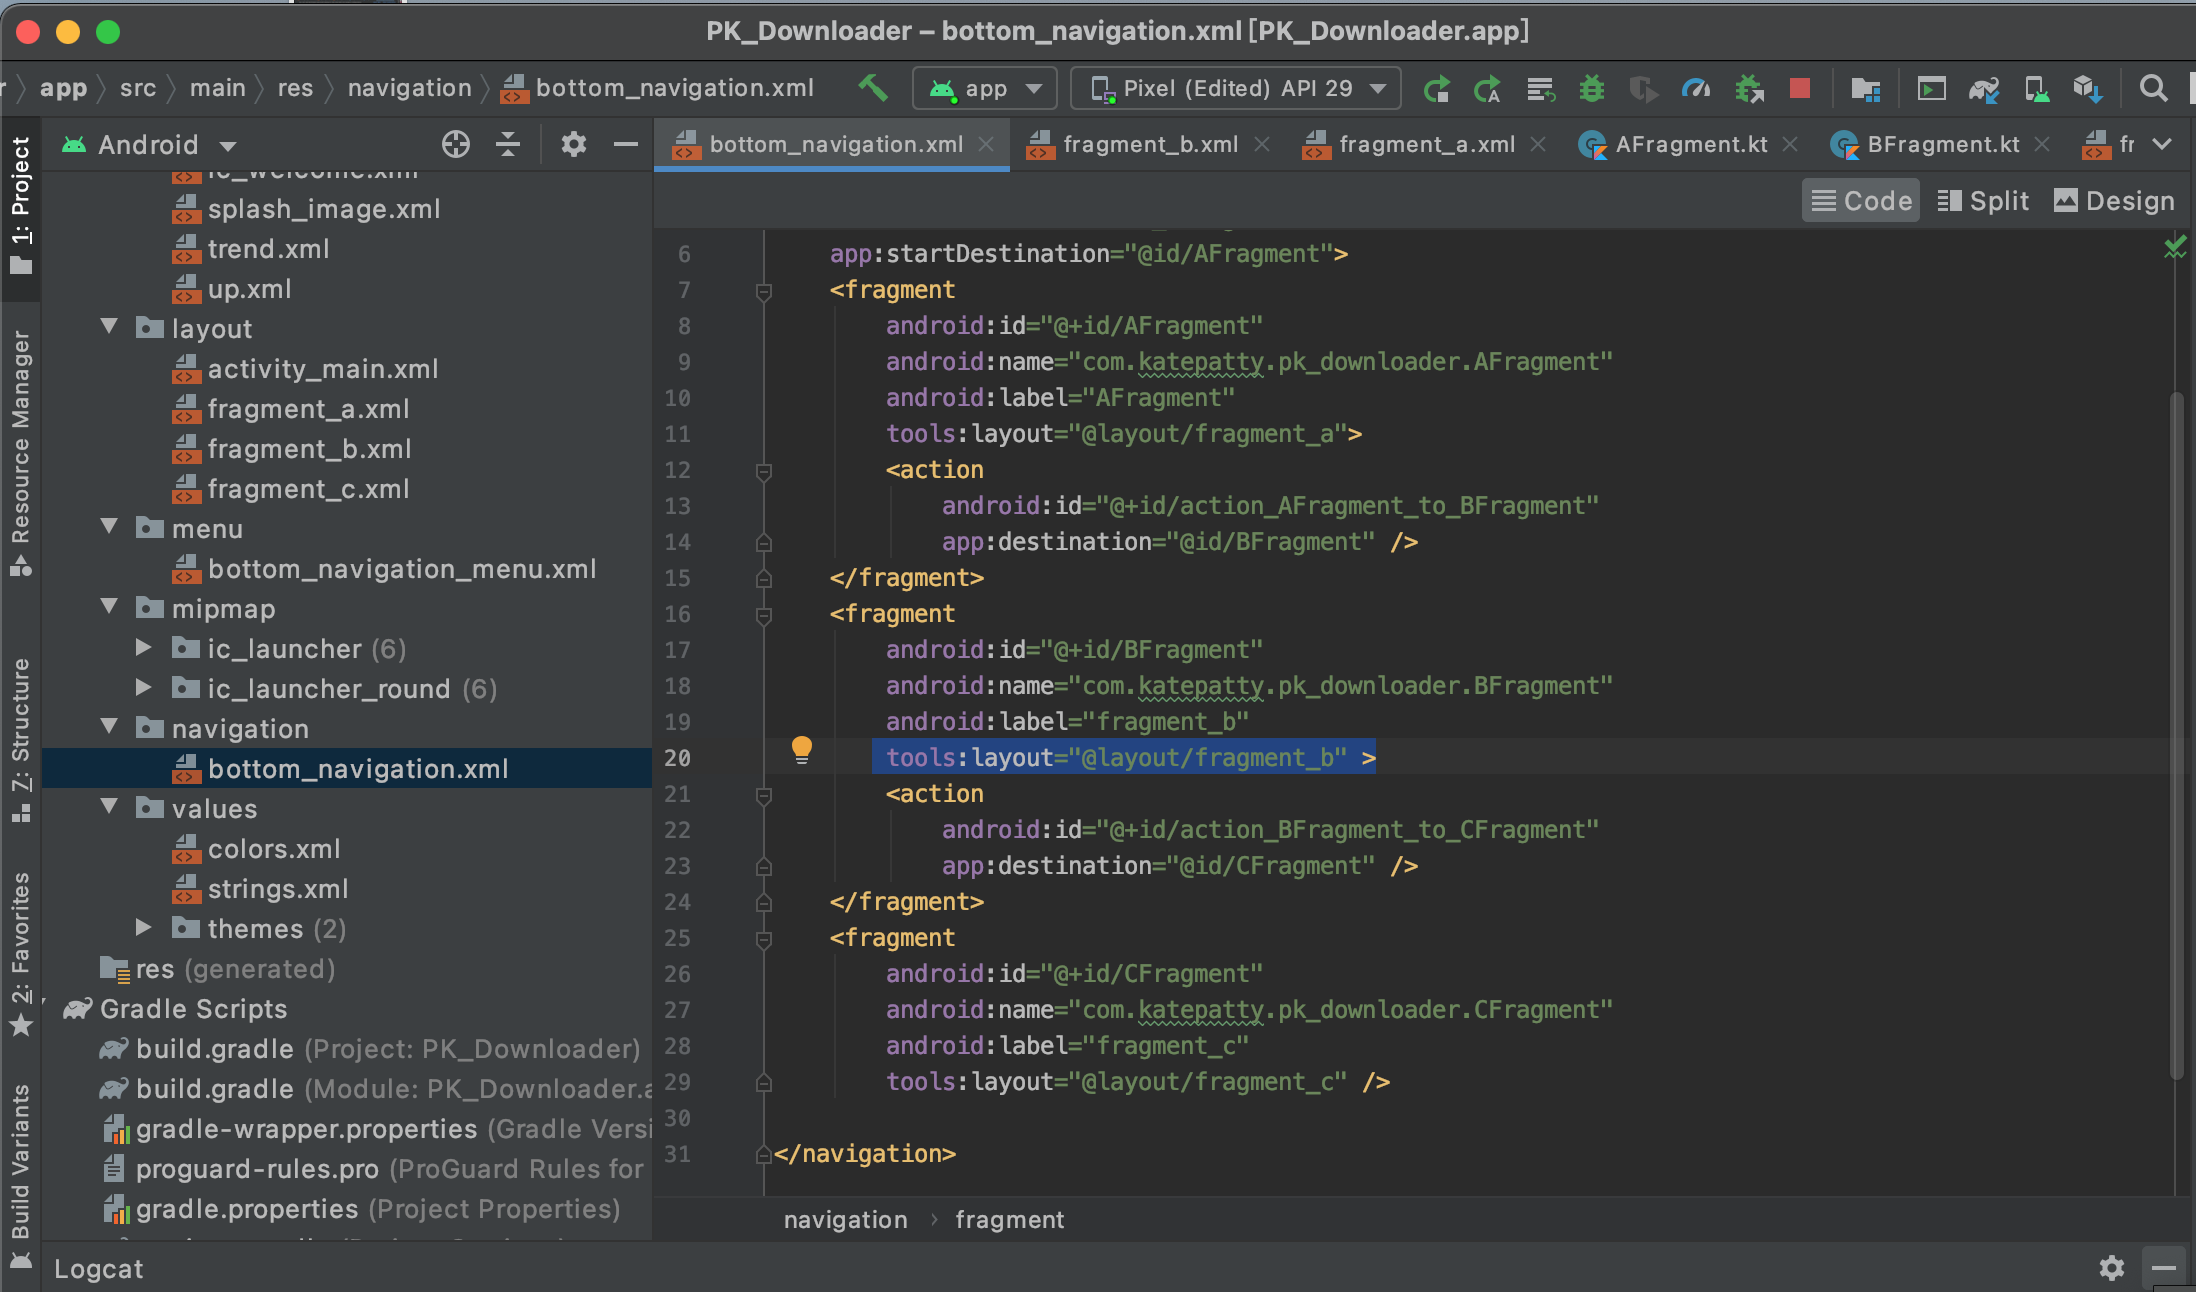 PK_Downloader – bottom_navigation.xml [PK_Downloader.app]
app src main res navigation bottom_navigation.xml app Pixel (Edited) API 29
Android
bottom_navigation.xml fragment_b.xml fragment_a.xml AFragment.kt BFragment.kt fr
Code Split Design
1: Project
Resource Manager
7: Structure
2: Favorites
Build Variants
splash_image.xml
trend.xml
up.xml
layout
activity_main.xml
fragment_a.xml
fragment_b.xml
fragment_c.xml
menu
bottom_navigation_menu.xml
mipmap
ic_launcher (6)
ic_launcher_round (6)
navigation
bottom_navigation.xml
values
colors.xml
strings.xml
themes (2)
res (generated)
Gradle Scripts
build.gradle (Project: PK_Downloader)
build.gradle (Module: PK_Downloader.a
gradle-wrapper.properties (Gradle Versi
proguard-rules.pro (ProGuard Rules for
gradle.properties (Project Properties)
6 app:startDestination="@id/AFragment">
7 <fragment
8 android:id="@+id/AFragment"
9 android:name="com.katepatty.pk_downloader.AFragment"
10 android:label="AFragment"
11 tools:layout="@layout/fragment_a">
12 <action
13 android:id="@+id/action_AFragment_to_BFragment"
14 app:destination="@id/BFragment" />
15 </fragment>
16 <fragment
17 android:id="@+id/BFragment"
18 android:name="com.katepatty.pk_downloader.BFragment"
19 android:label="fragment_b"
20 tools:layout="@layout/fragment_b" >
21 <action
22 android:id="@+id/action_BFragment_to_CFragment"
23 app:destination="@id/CFragment" />
24 </fragment>
25 <fragment
26 android:id="@+id/CFragment"
27 android:name="com.katepatty.pk_downloader.CFragment"
28 android:label="fragment_c"
29 tools:layout="@layout/fragment_c" />
30
31 </navigation>
navigation › fragment
Logcat